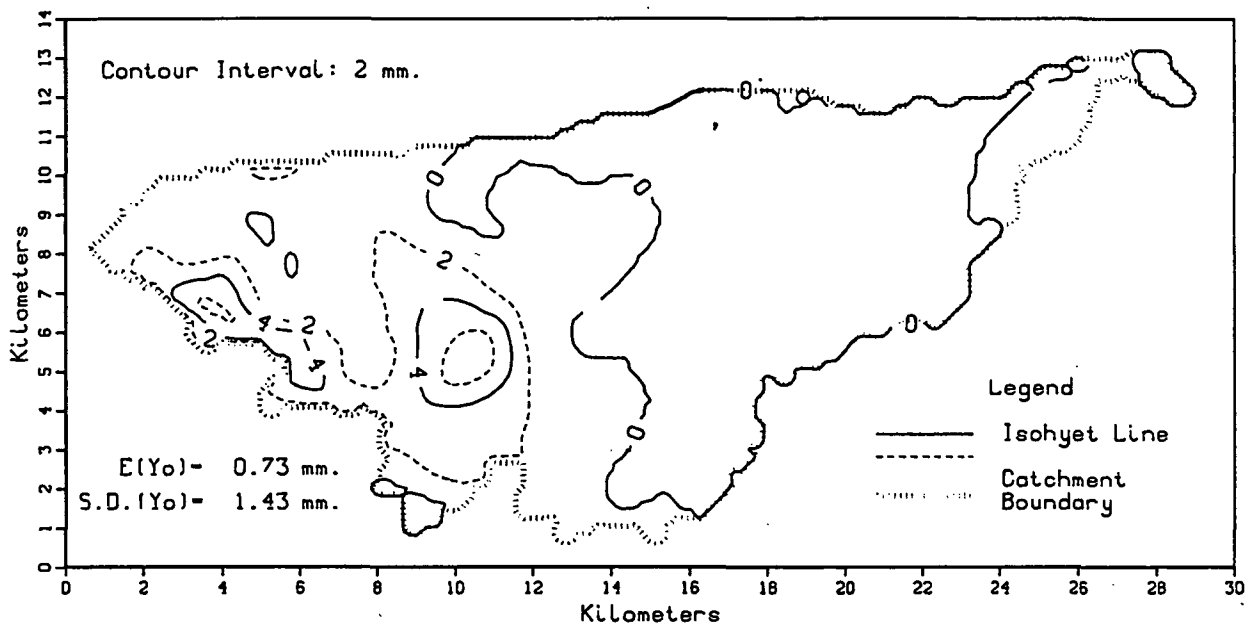 14
13
12
11
10
9
8
7
6
5
4
3
2
1
0
Kilometers
Contour Interval: 2 mm.
0
0
0
0
2
4
2
2
4
4
0
0
E(Yo)- 0.73 mm.
S.D.(Yo)- 1.43 mm.
Legend
Isohyet Line
Catchment
Boundary
0 2 4 6 8 10 12 14 16 18 20 22 24 26 28 30
Kilometers